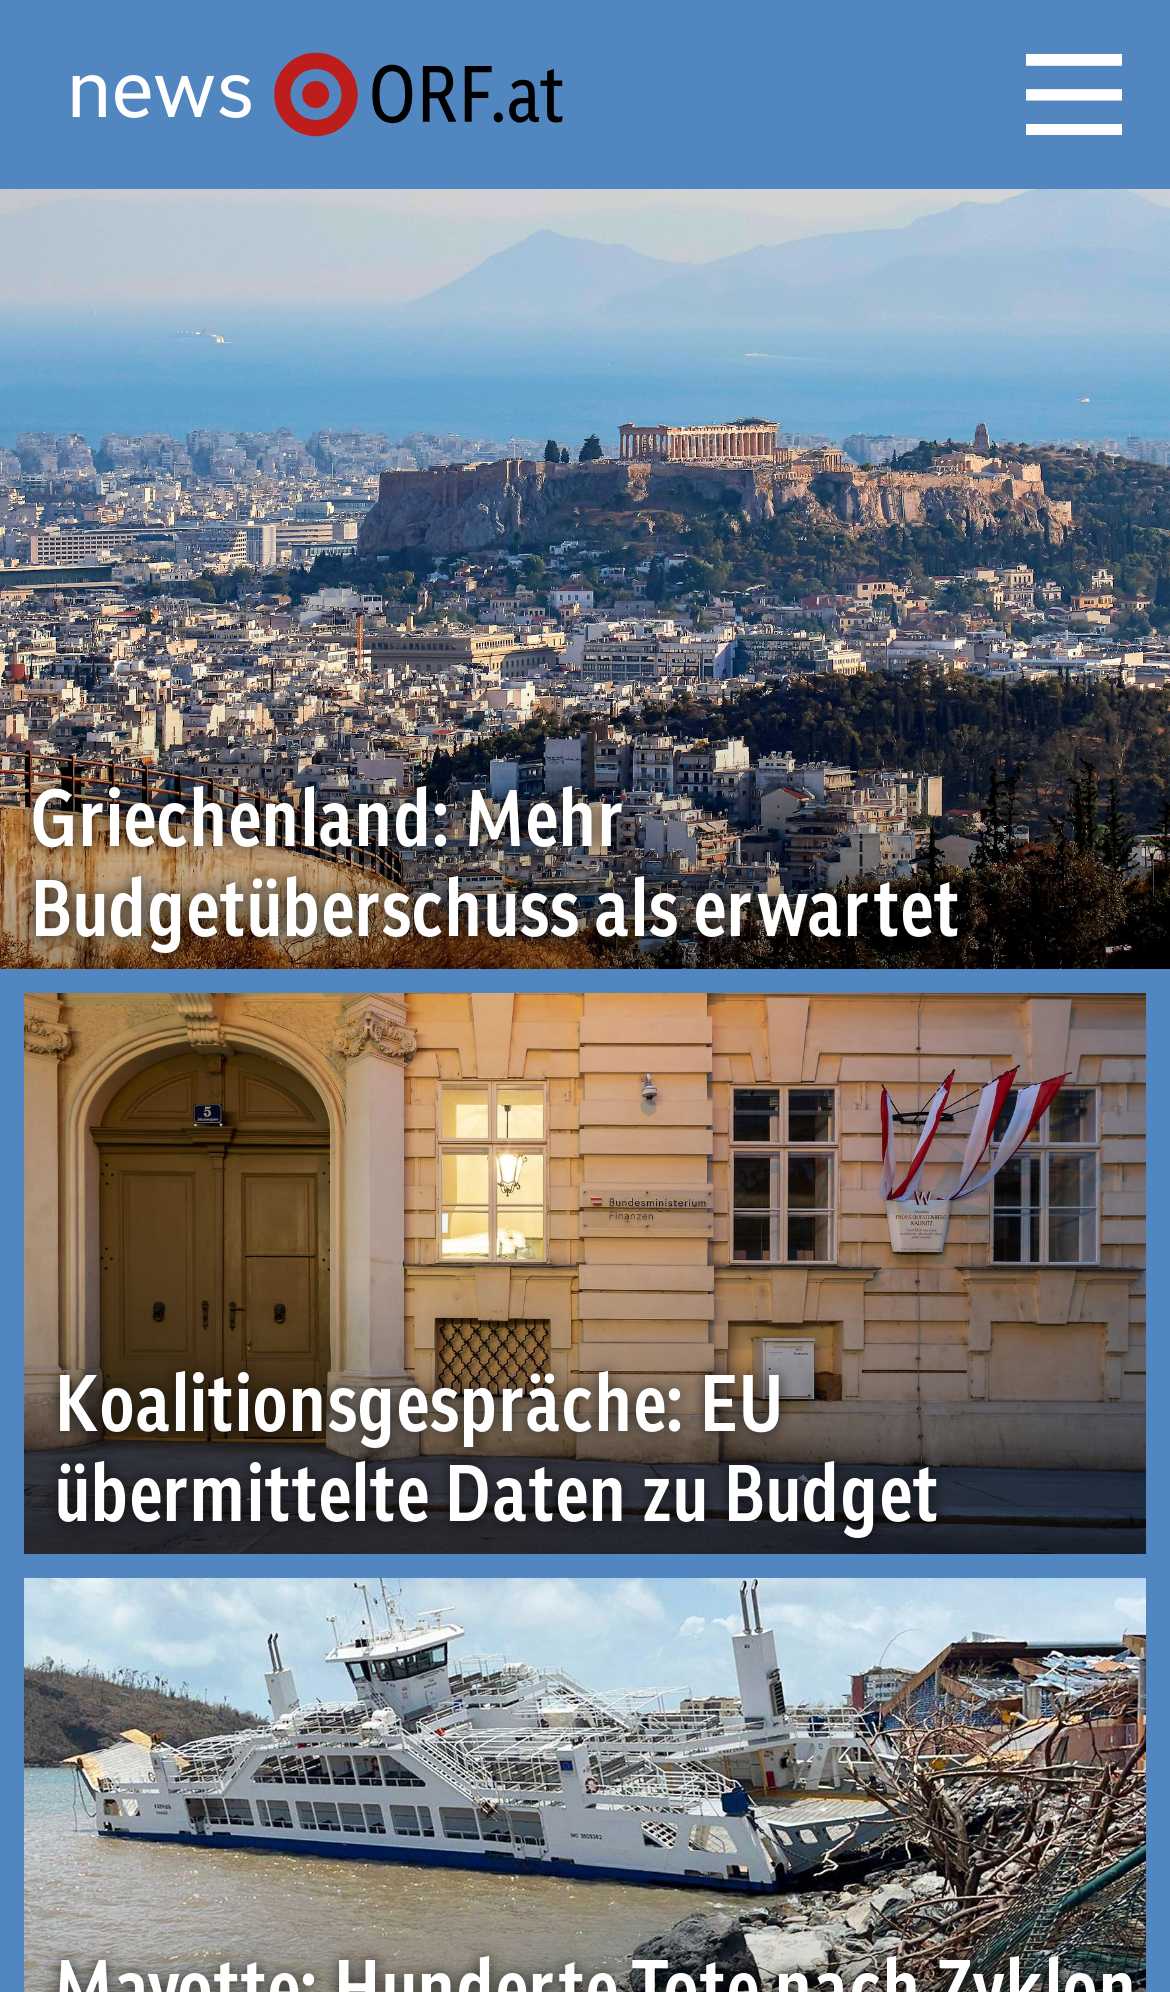 news ORF.at
Griechenland: Mehr
Budgetüberschuss als erwartet
5
Bundesministerium
Finanzen
Koalitionsgespräche: EU
übermittelte Daten zu Budget
Mayotte: Hunderte Tote nach Zyklon